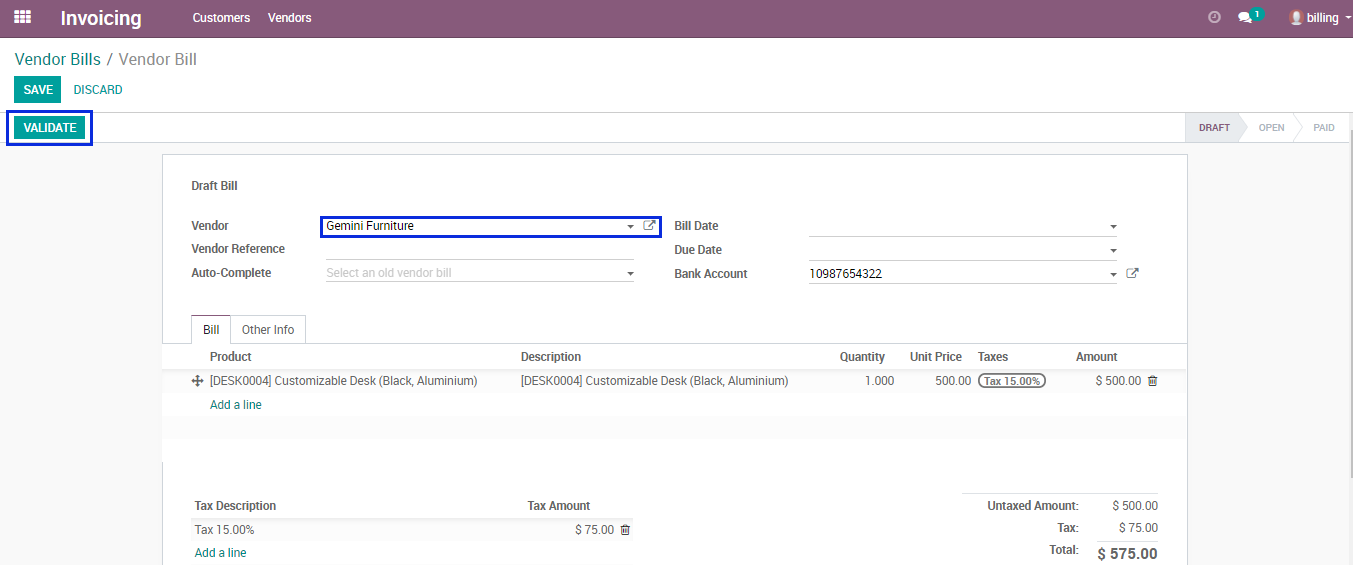 Invoicing Customers Vendors 1 billing
Vendor Bills / Vendor Bill
SAVE DISCARD
VALIDATE DRAFT OPEN PAID
Draft Bill
Vendor Gemini Furniture Bill Date
Vendor Reference Due Date
Auto-Complete Select an old vendor bill Bank Account 10987654322
Bill Other Info
Product Description Quantity Unit Price Taxes Amount
[DESK0004] Customizable Desk (Black, Aluminium) [DESK0004] Customizable Desk (Black, Aluminium) 1.000 500.00 Tax 15.00% $ 500.00
Add a line
Tax Description Tax Amount Untaxed Amount: $ 500.00
Tax 15.00% $ 75.00 Tax: $ 75.00
Add a line Total: $ 575.00